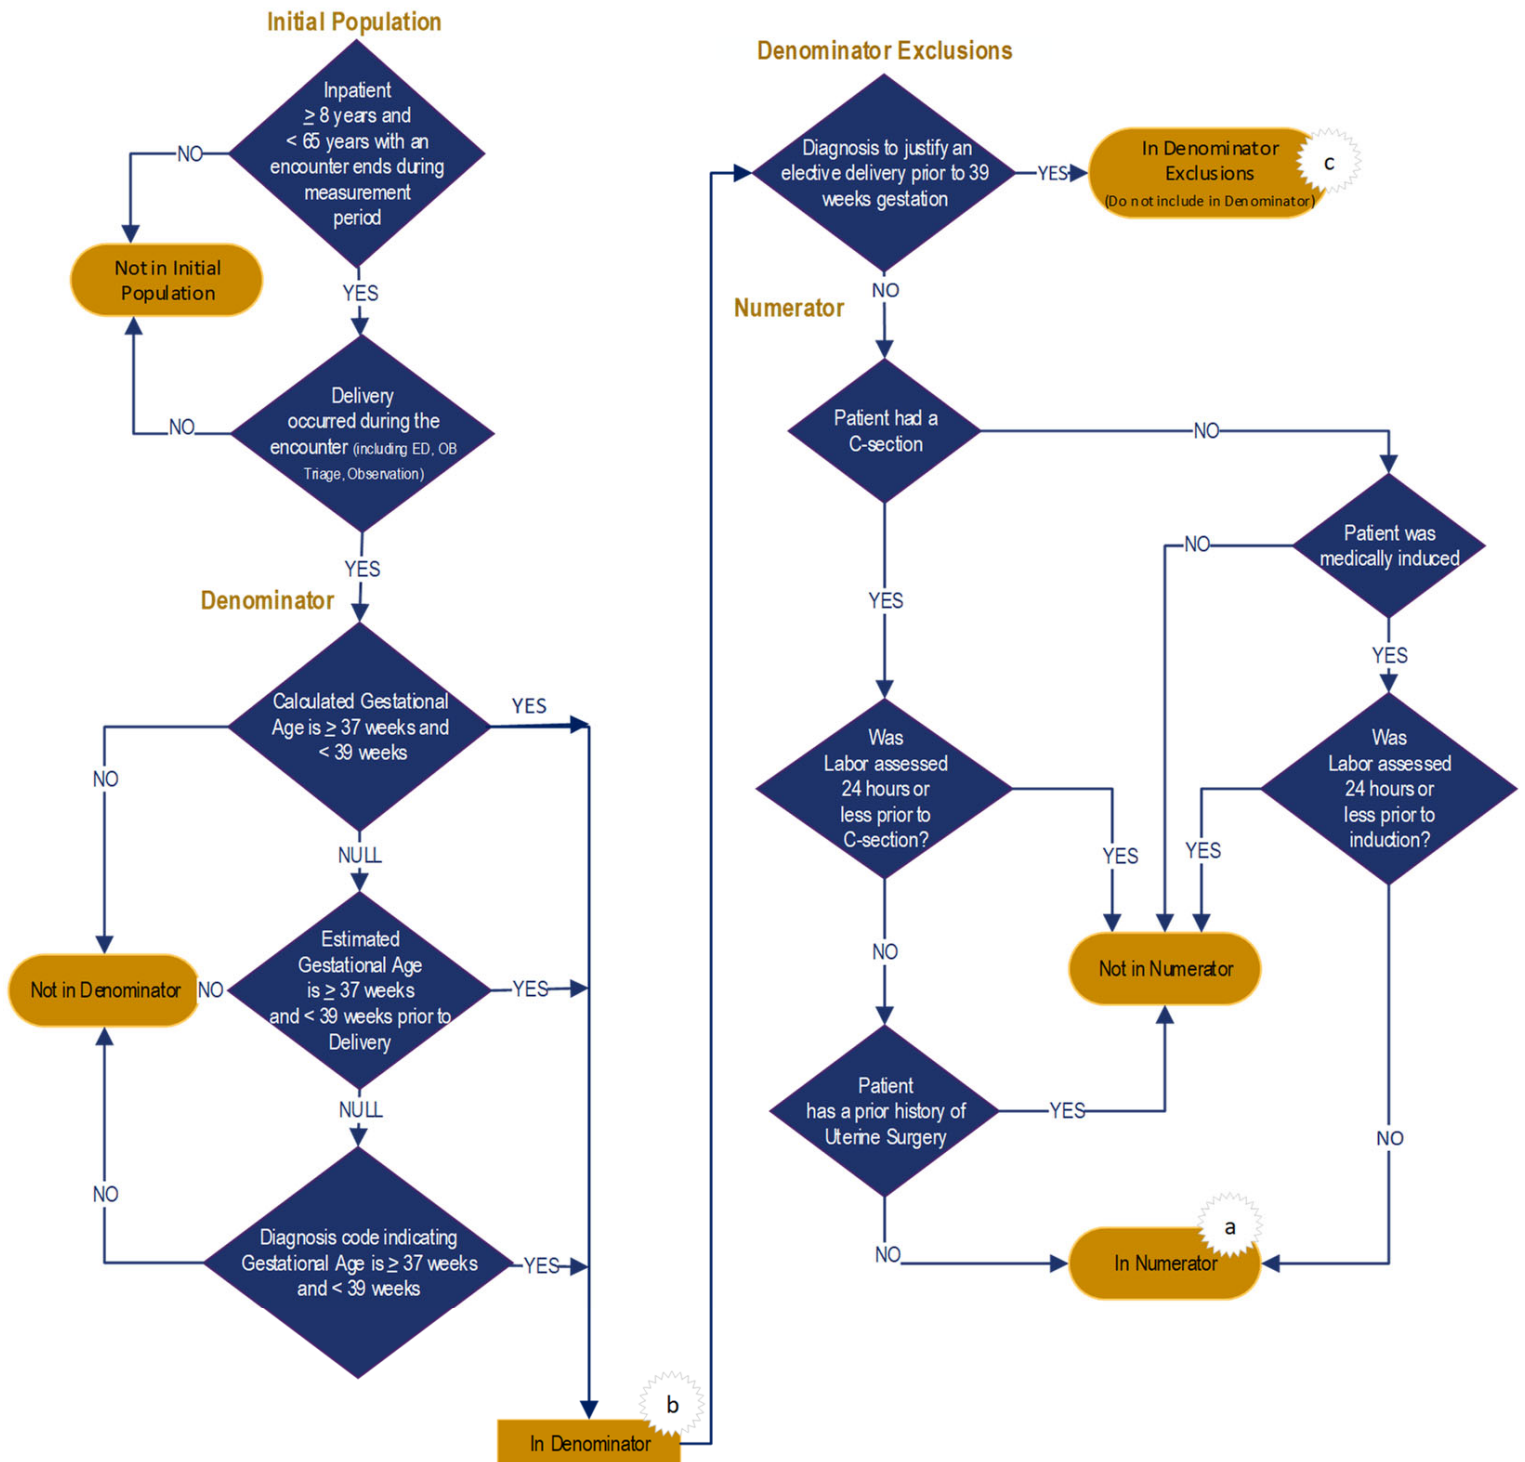 Initial Population
Inpatient
≥ 8 years and
< 65 years with an
encounter ends during
measurement
period
NO
Not in Initial
Population
YES
Delivery
occurred during the
encounter (including ED, OB
Triage, Observation)
NO
YES
Denominator
Calculated Gestational
Age is ≥ 37 weeks and
< 39 weeks
YES
NO
NULL
Estimated
Gestational Age
is ≥ 37 weeks
and < 39 weeks prior to
Delivery
Not in Denominator
NO
YES
NULL
NO
Diagnosis code indicating
Gestational Age is ≥ 37 weeks
and < 39 weeks
YES
b
In Denominator
Denominator Exclusions
Diagnosis to justify an
elective delivery prior to 39
weeks gestation
YES
In Denominator
Exclusions
(Do not include in Denominator)
c
NO
Numerator
Patient had a
C-section
NO
Patient was
medically induced
NO
YES
YES
Was
Labor assessed
24 hours or
less prior to
C-section?
YES
Was
Labor assessed
24 hours or
less prior to
induction?
YES
NO
Not in Numerator
Patient
has a prior history of
Uterine Surgery
YES
NO
NO
a
In Numerator